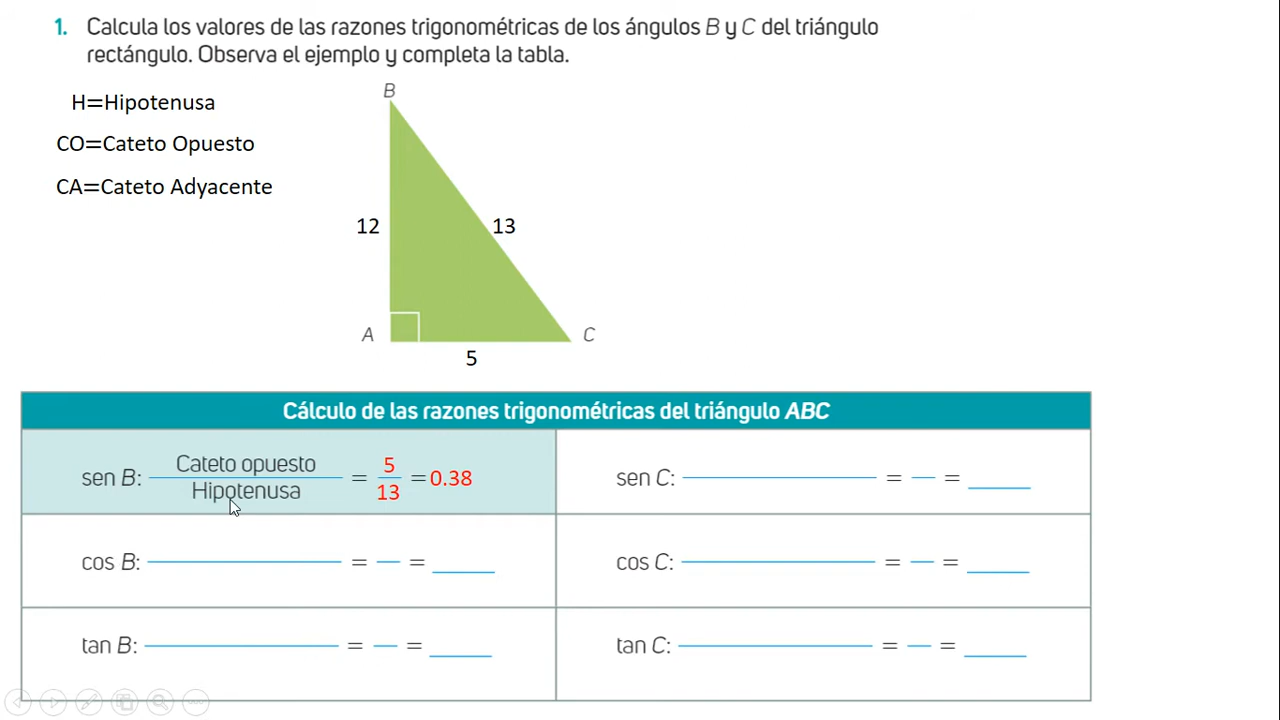 1. Calcula los valores de las razones trigonométricas de los ángulos B y C del triángulo
rectángulo. Observa el ejemplo y completa la tabla.
H=Hipotenusa
CO=Cateto Opuesto
CA=Cateto Adyacente
B
12
13
A
C
5
Cálculo de las razones trigonométricas del triángulo ABC
sen B: Cateto opuesto / Hipotenusa = 5 / 13 = 0.38
sen C: = =
cos B: = =
cos C: = =
tan B: = =
tan C: = =